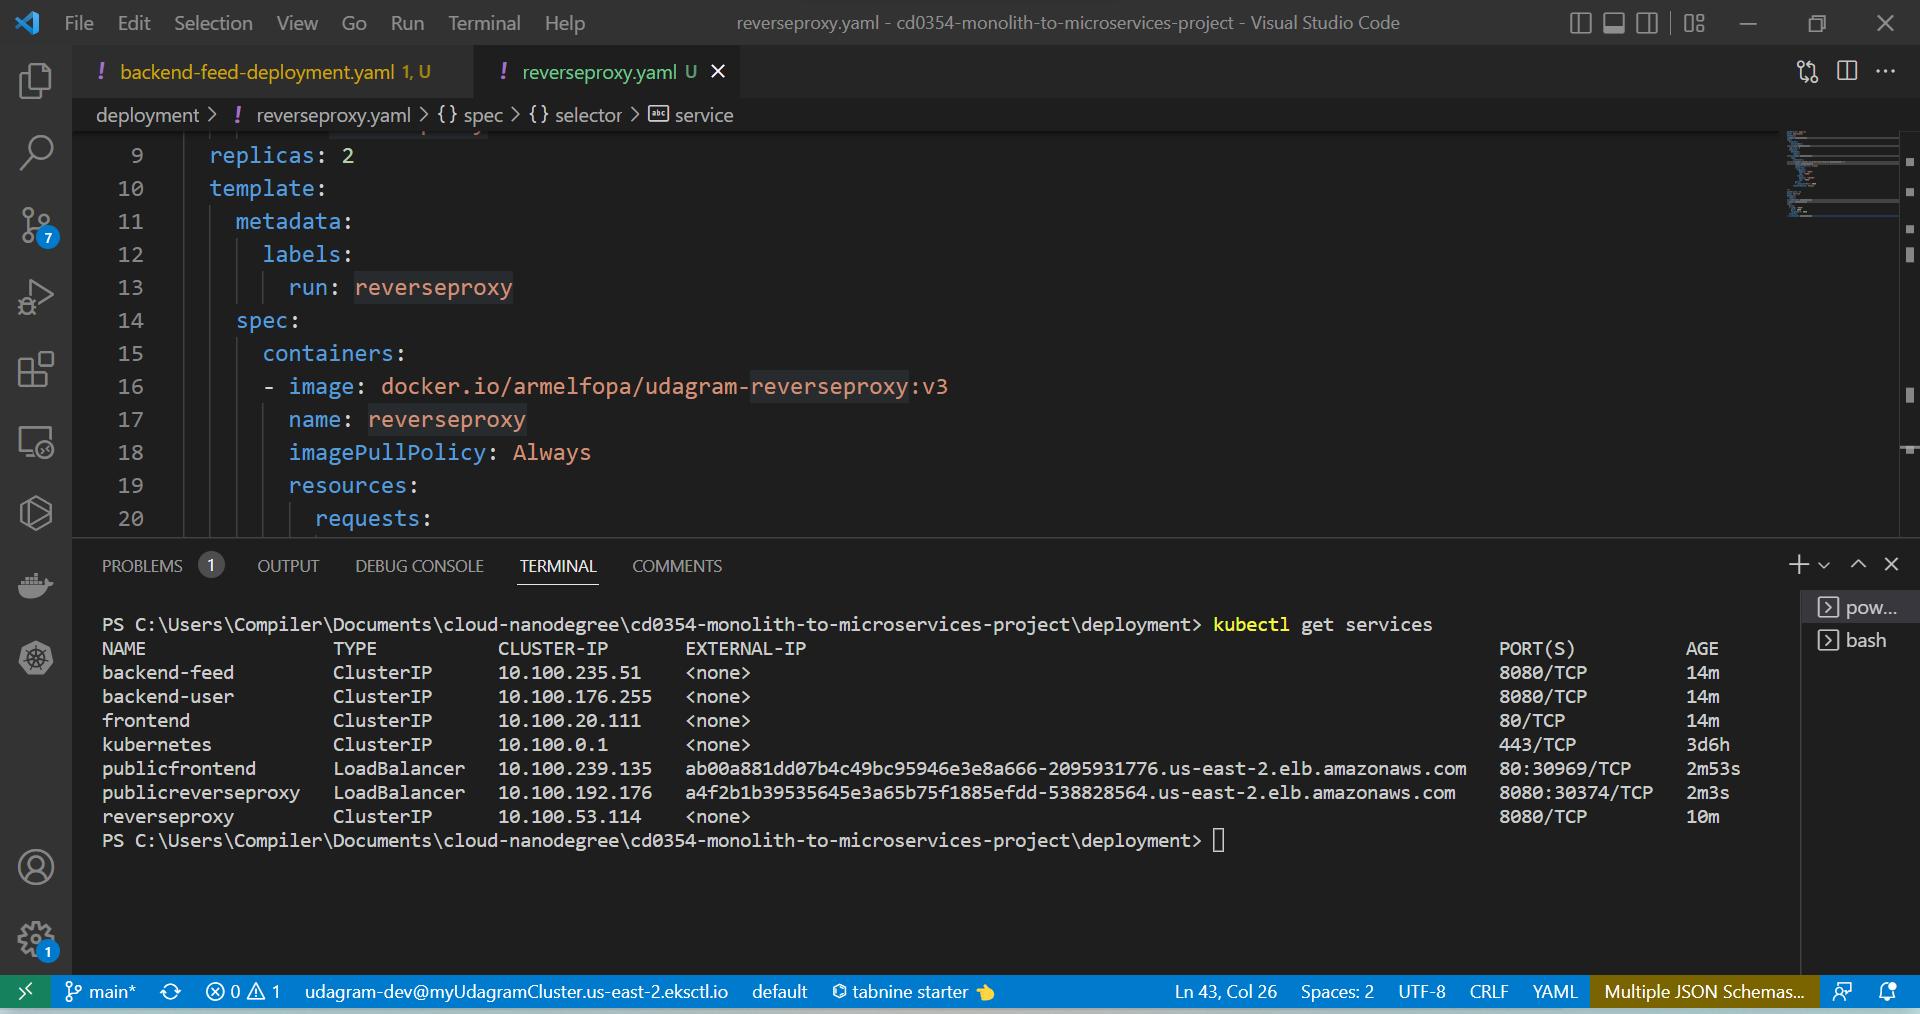 File Edit Selection View Go Run Terminal Help reverseproxy.yaml - cd0354-monolith-to-microservices-project - Visual Studio Code
! backend-feed-deployment.yaml 1, U ! reverseproxy.yaml U
deployment > ! reverseproxy.yaml > {} spec > {} selector > abc service
9 replicas: 2
10 template:
11 metadata:
12 labels:
13 run: reverseproxy
14 spec:
15 containers:
16 - image: docker.io/armelfopa/udagram-reverseproxy:v3
17 name: reverseproxy
18 imagePullPolicy: Always
19 resources:
20 requests:
7
PROBLEMS 1 OUTPUT DEBUG CONSOLE TERMINAL COMMENTS
PS C:\Users\Compiler\Documents\cloud-nanodegree\cd0354-monolith-to-microservices-project\deployment> kubectl get services
NAME TYPE CLUSTER-IP EXTERNAL-IP PORT(S) AGE
backend-feed ClusterIP 10.100.235.51 <none> 8080/TCP 14m
backend-user ClusterIP 10.100.176.255 <none> 8080/TCP 14m
frontend ClusterIP 10.100.20.111 <none> 80/TCP 14m
kubernetes ClusterIP 10.100.0.1 <none> 443/TCP 3d6h
publicfrontend LoadBalancer 10.100.239.135 ab00a881dd07b4c49bc95946e3e8a666-2095931776.us-east-2.elb.amazonaws.com 80:30969/TCP 2m53s
publicreverseproxy LoadBalancer 10.100.192.176 a4f2b1b39535645e3a65b75f1885efdd-538828564.us-east-2.elb.amazonaws.com 8080:30374/TCP 2m3s
reverseproxy ClusterIP 10.100.53.114 <none> 8080/TCP 10m
PS C:\Users\Compiler\Documents\cloud-nanodegree\cd0354-monolith-to-microservices-project\deployment>
pow...
bash
1
main* 0 1 udagram-dev@myUdagramCluster.us-east-2.eksctl.io default tabnine starter Ln 43, Col 26 Spaces: 2 UTF-8 CRLF YAML Multiple JSON Schemas...